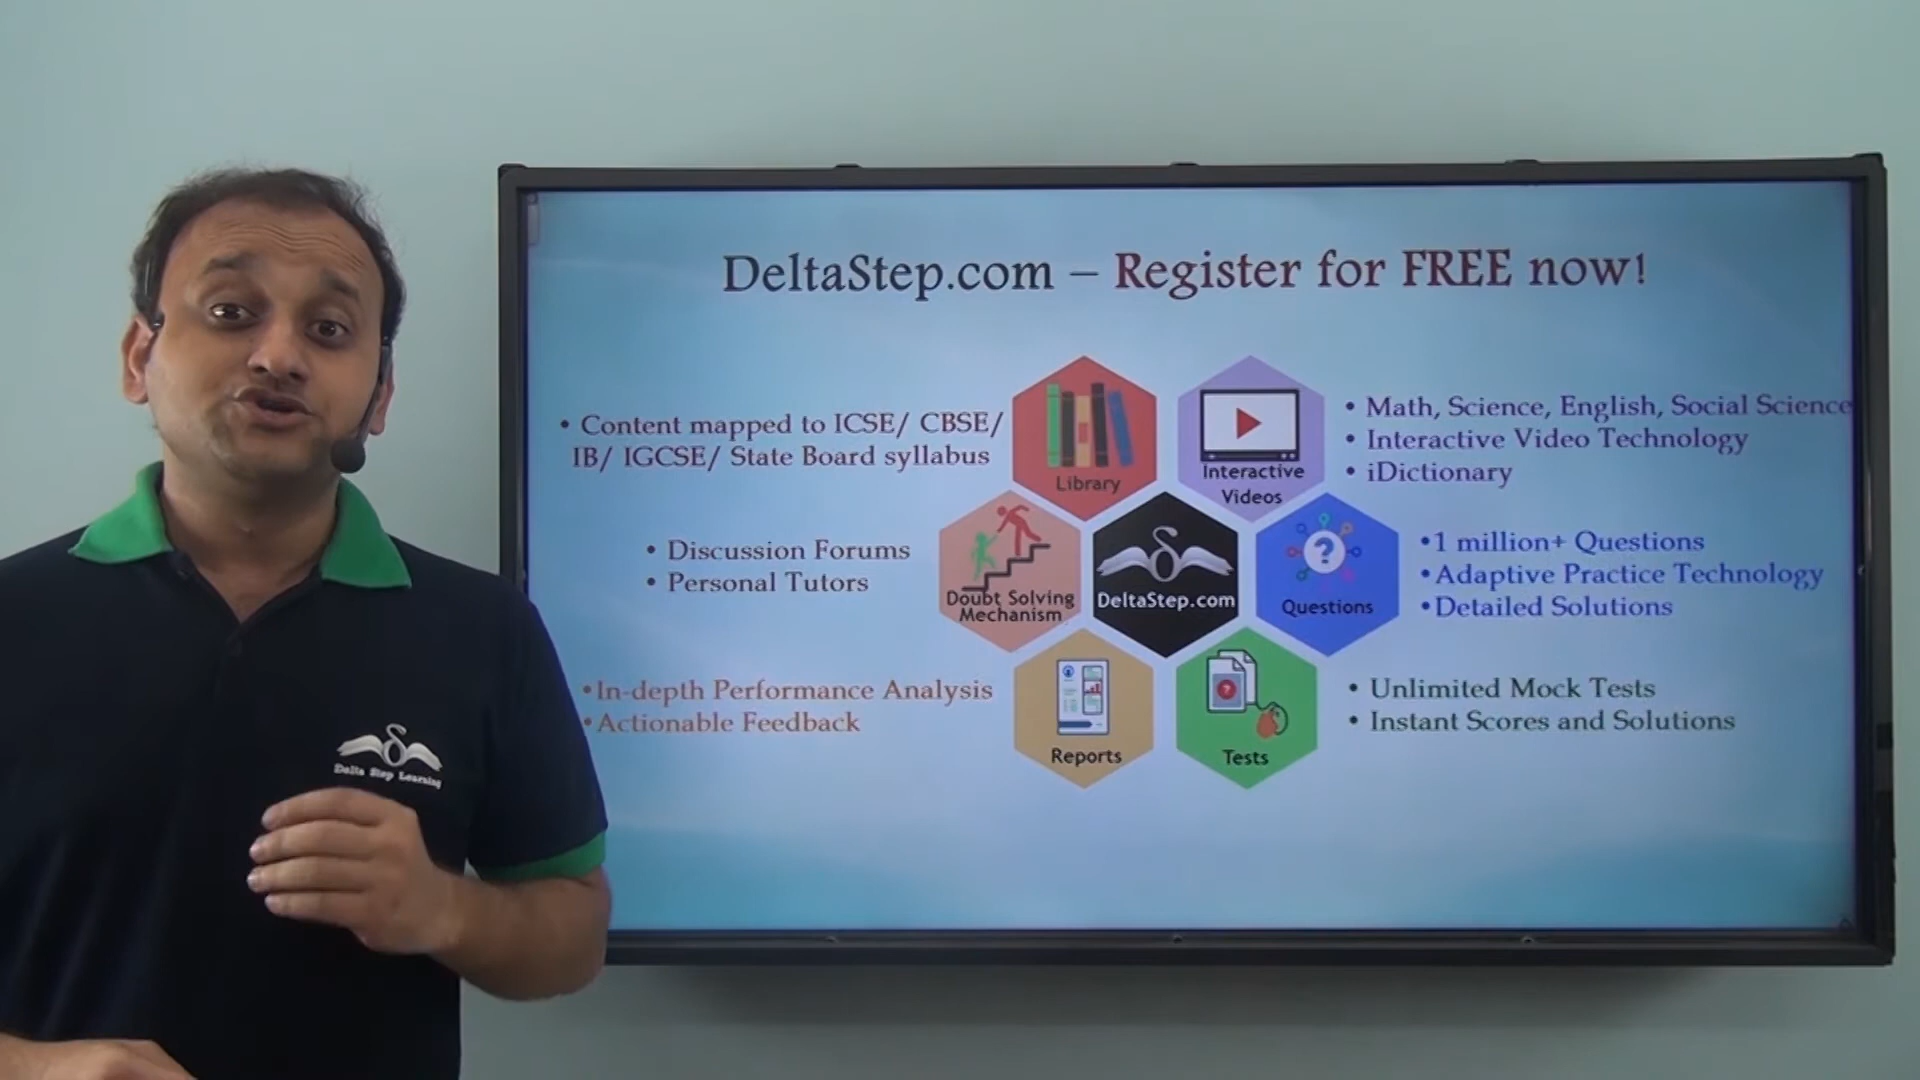 DeltaStep.com – Register for FREE now!
• Content mapped to ICSE/ CBSE/
IB/ IGCSE/ State Board syllabus
Library
Interactive
Videos
• Math, Science, English, Social Science
• Interactive Video Technology
• iDictionary
• Discussion Forums
• Personal Tutors
Doubt Solving
Mechanism
DeltaStep.com
?
Questions
•1 million+ Questions
•Adaptive Practice Technology
•Detailed Solutions
•In-depth Performance Analysis
•Actionable Feedback
Reports
?
Tests
• Unlimited Mock Tests
• Instant Scores and Solutions
Delta Step Learning